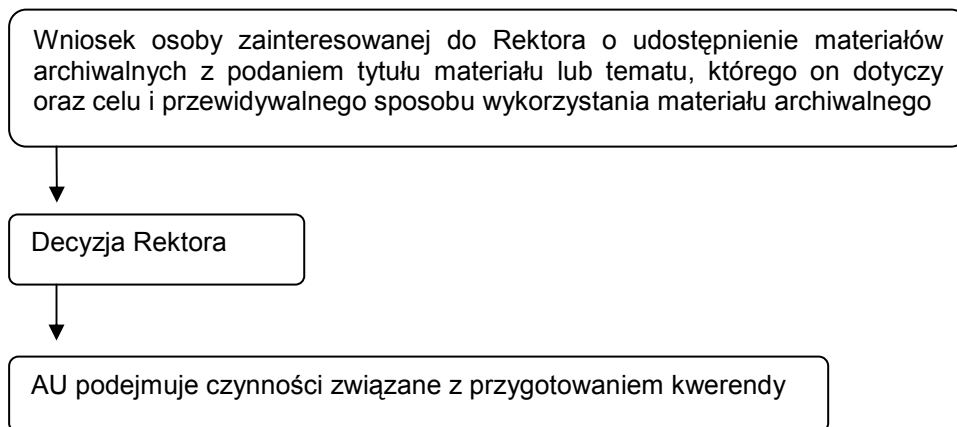 Wniosek osoby zainteresowanej do Rektora o udostępnienie materiałów
archiwalnych z podaniem tytułu materiału lub tematu, którego on dotyczy
oraz celu i przewidywalnego sposobu wykorzystania materiału archiwalnego
Decyzja Rektora
AU podejmuje czynności związane z przygotowaniem kwerendy